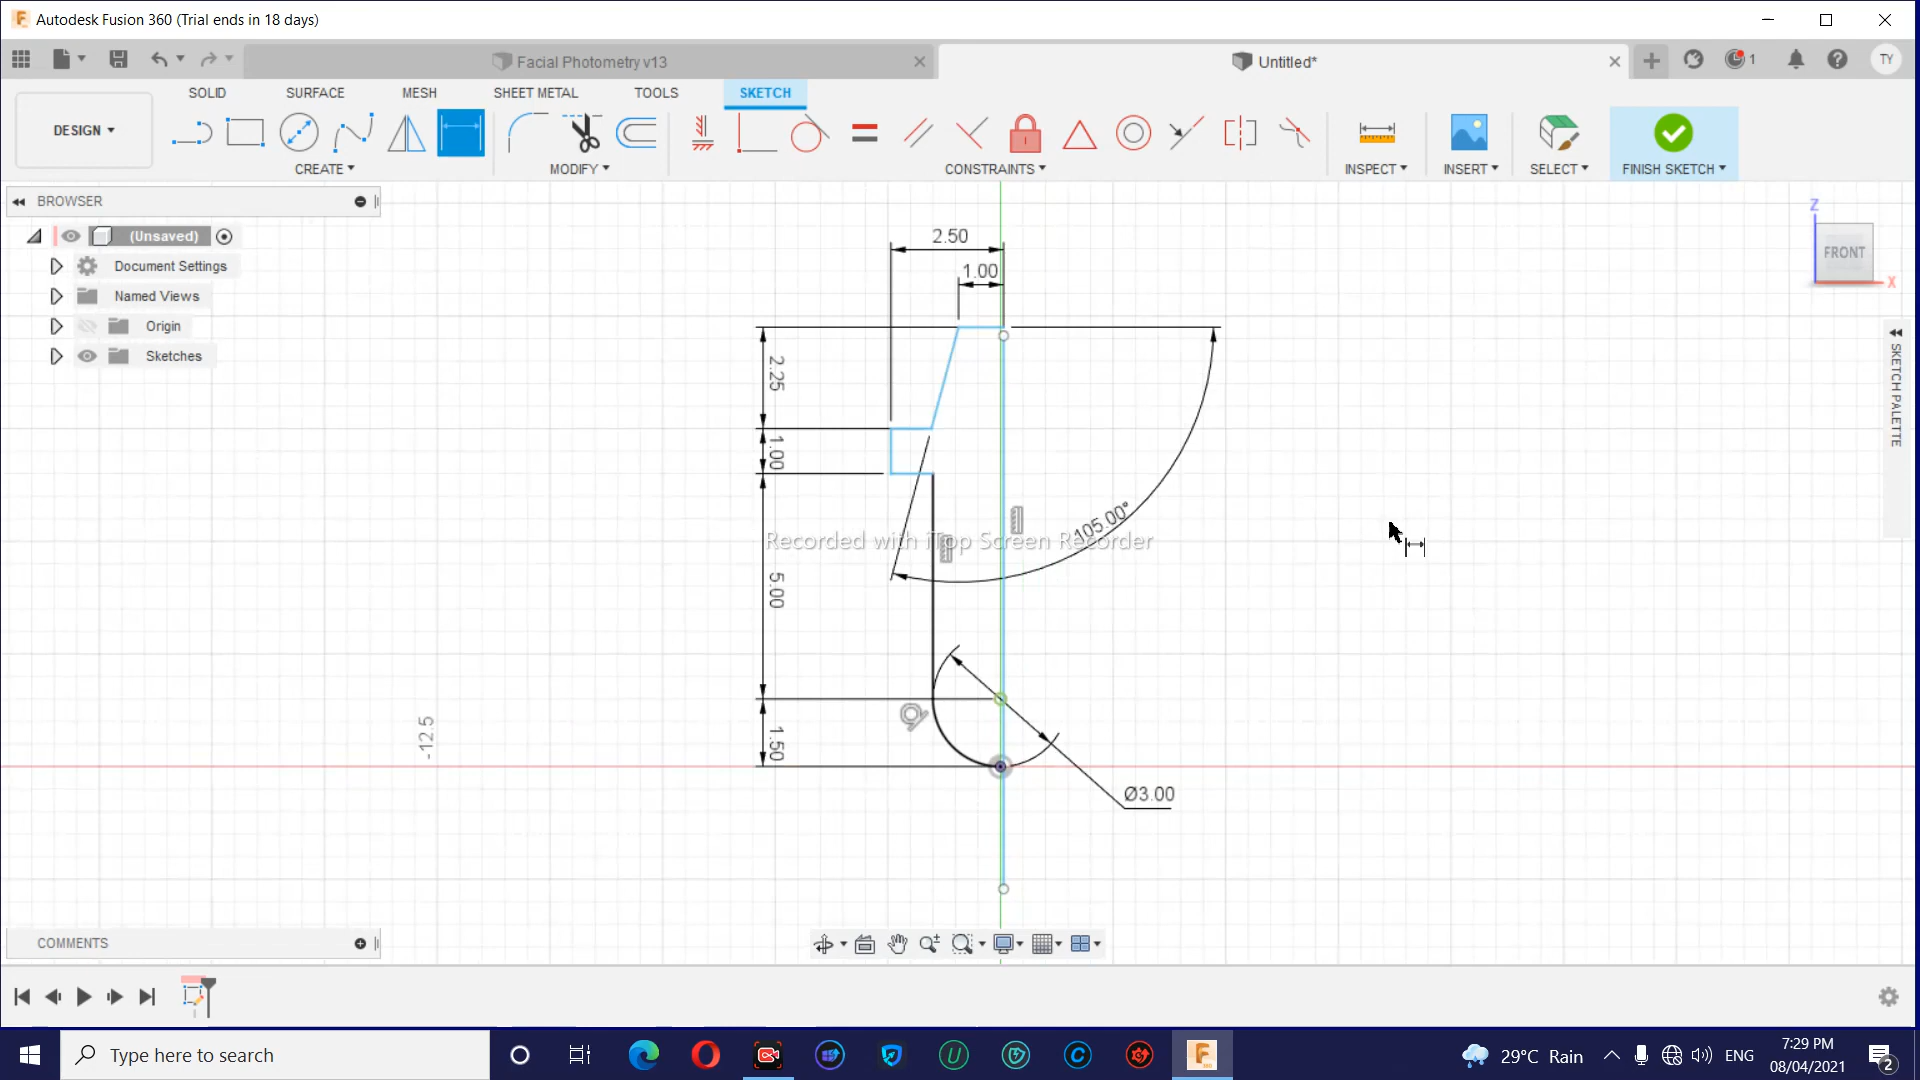 Autodesk Fusion 360 (Trial ends in 18 days)
Facial Photometry v13
Untitled*
1
TY
DESIGN
SOLID
SURFACE
MESH
SHEET METAL
TOOLS
SKETCH
CREATE
MODIFY
CONSTRAINTS
INSPECT
INSERT
SELECT
FINISH SKETCH
BROWSER
(Unsaved)
Document Settings
Named Views
Origin
Sketches
Z
FRONT
X
SKETCH PALETTE
2.50
1.00
2.25
1.00
105.00°
Recorded with iTop Screen Recorder
5.00
-12.5
1.50
Ø3.00
COMMENTS
Type here to search
29°C Rain
ENG
7:29 PM
08/04/2021
2